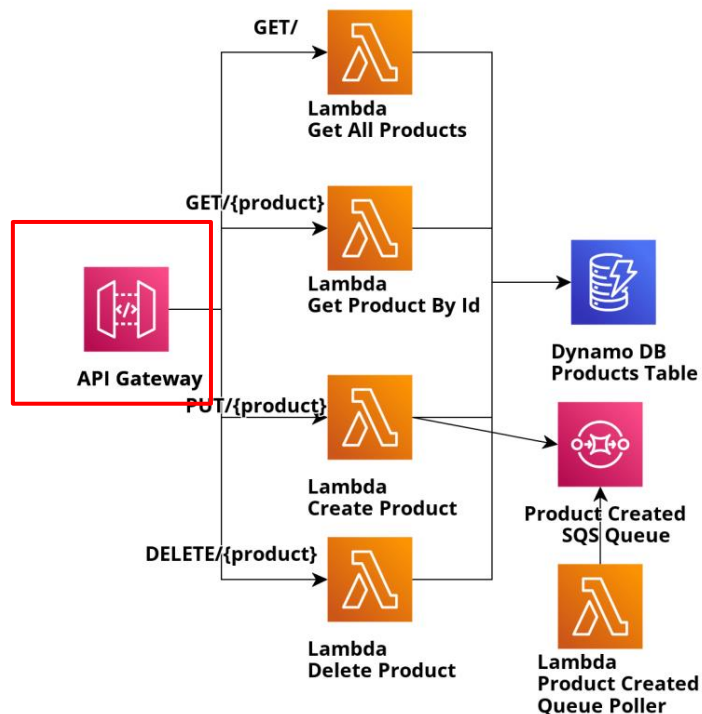 GET/
Lambda
Get All Products
GET/{product}
Lambda
Get Product By Id
</>
API Gateway
Dynamo DB
Products Table
PUT/{product}
Lambda
Create Product
Product Created
SQS Queue
DELETE/{product}
Lambda
Delete Product
Lambda
Product Created
Queue Poller